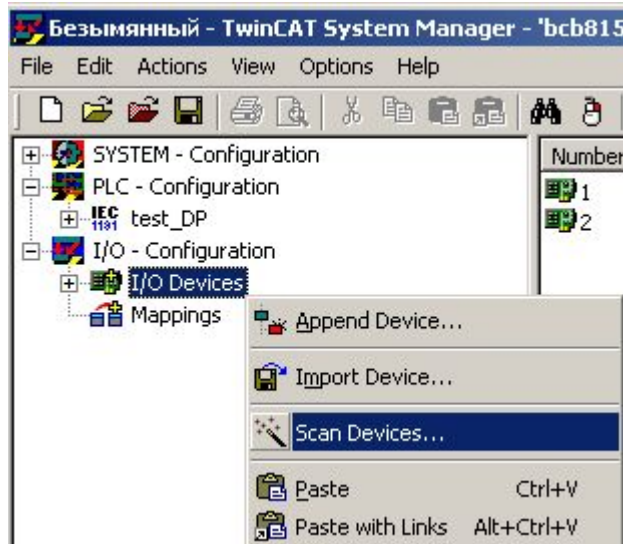 Безымянный - TwinCAT System Manager - 'bcb815
File Edit Actions View Options Help
SYSTEM - Configuration
PLC - Configuration
IEC 1131 test_DP
I/O - Configuration
I/O Devices
Mappings
Number
1
2
Append Device...
Import Device...
Scan Devices...
Paste Ctrl+V
Paste with Links Alt+Ctrl+V